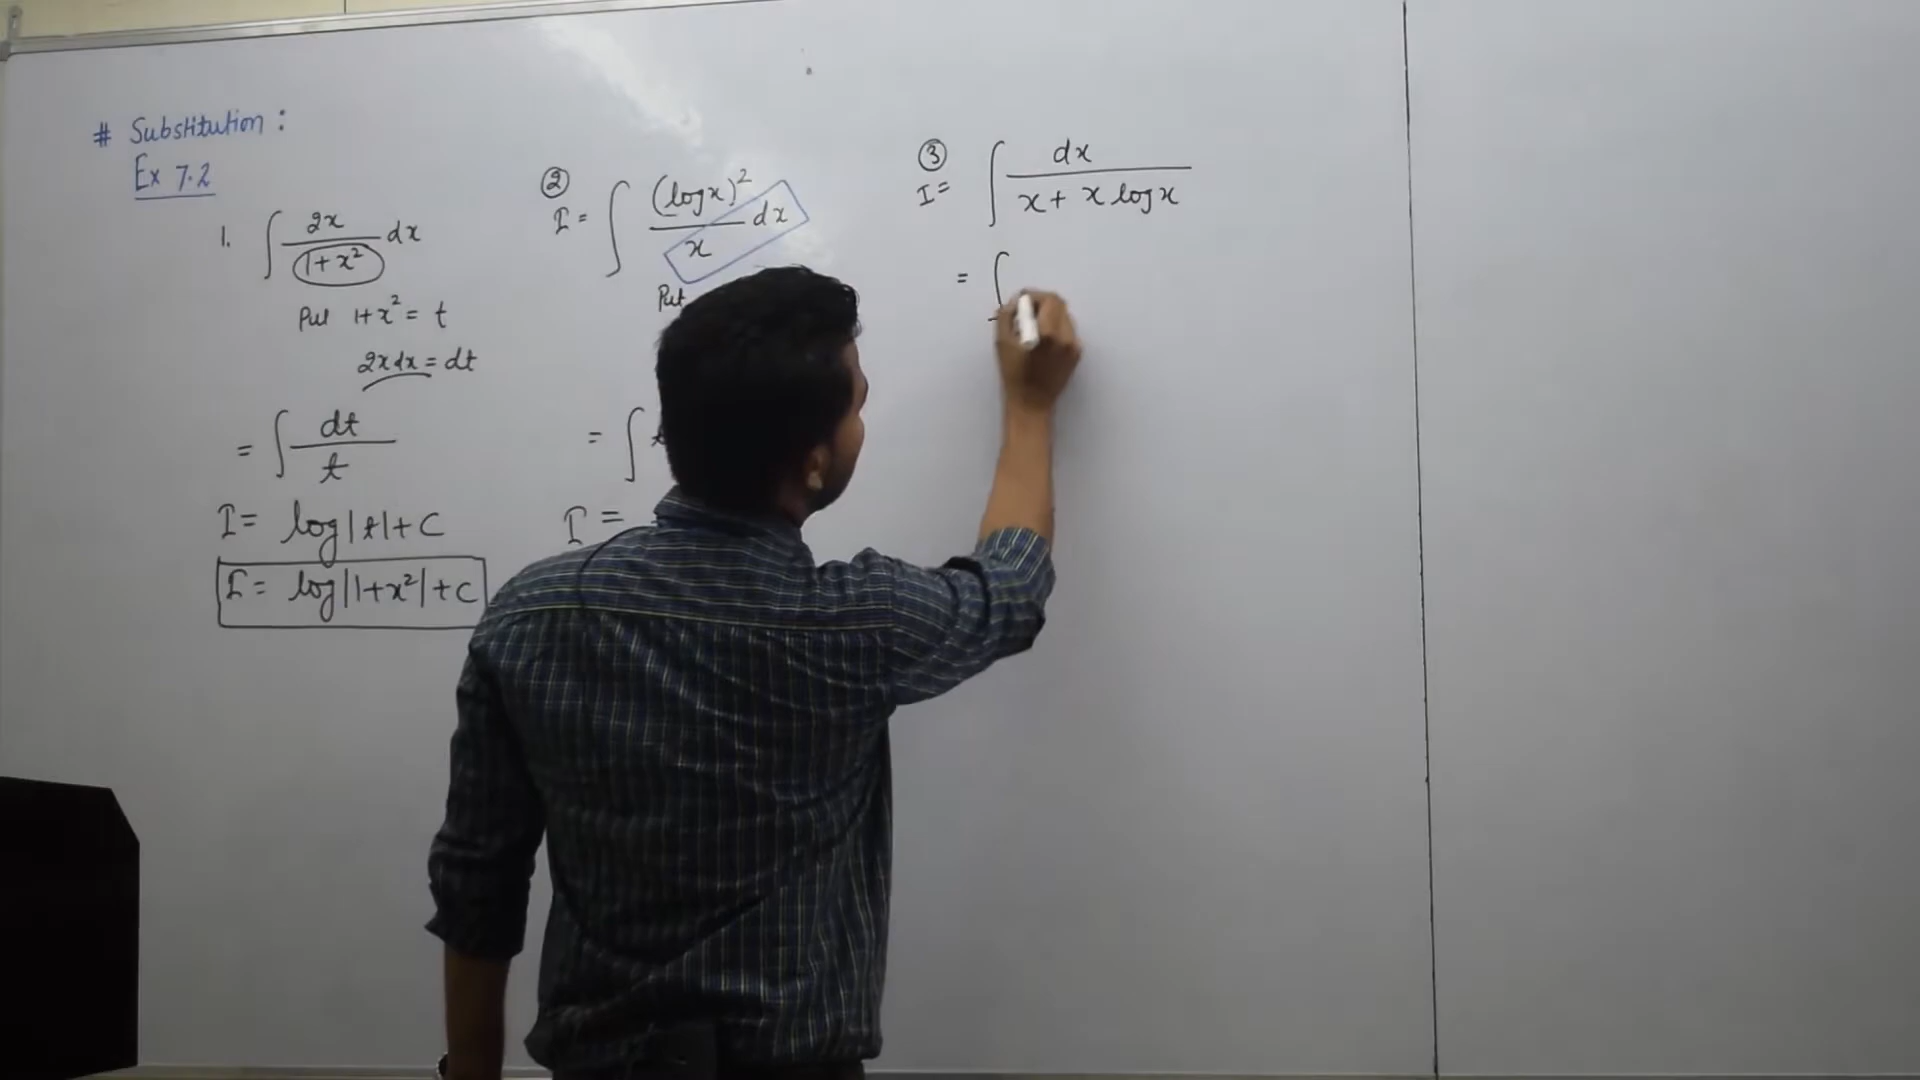 # Substitution :
Ex 7.2
1. ∫ 2x / (1+x²) dx
Put 1+x² = t
2x dx = dt
= ∫ dt / t
I = log|t| + C
I = log|1+x²| + C
②
I = ∫ (log x)² / x dx
Put
= ∫ t
I =
③
I = ∫ dx / (x + x log x)
= ∫